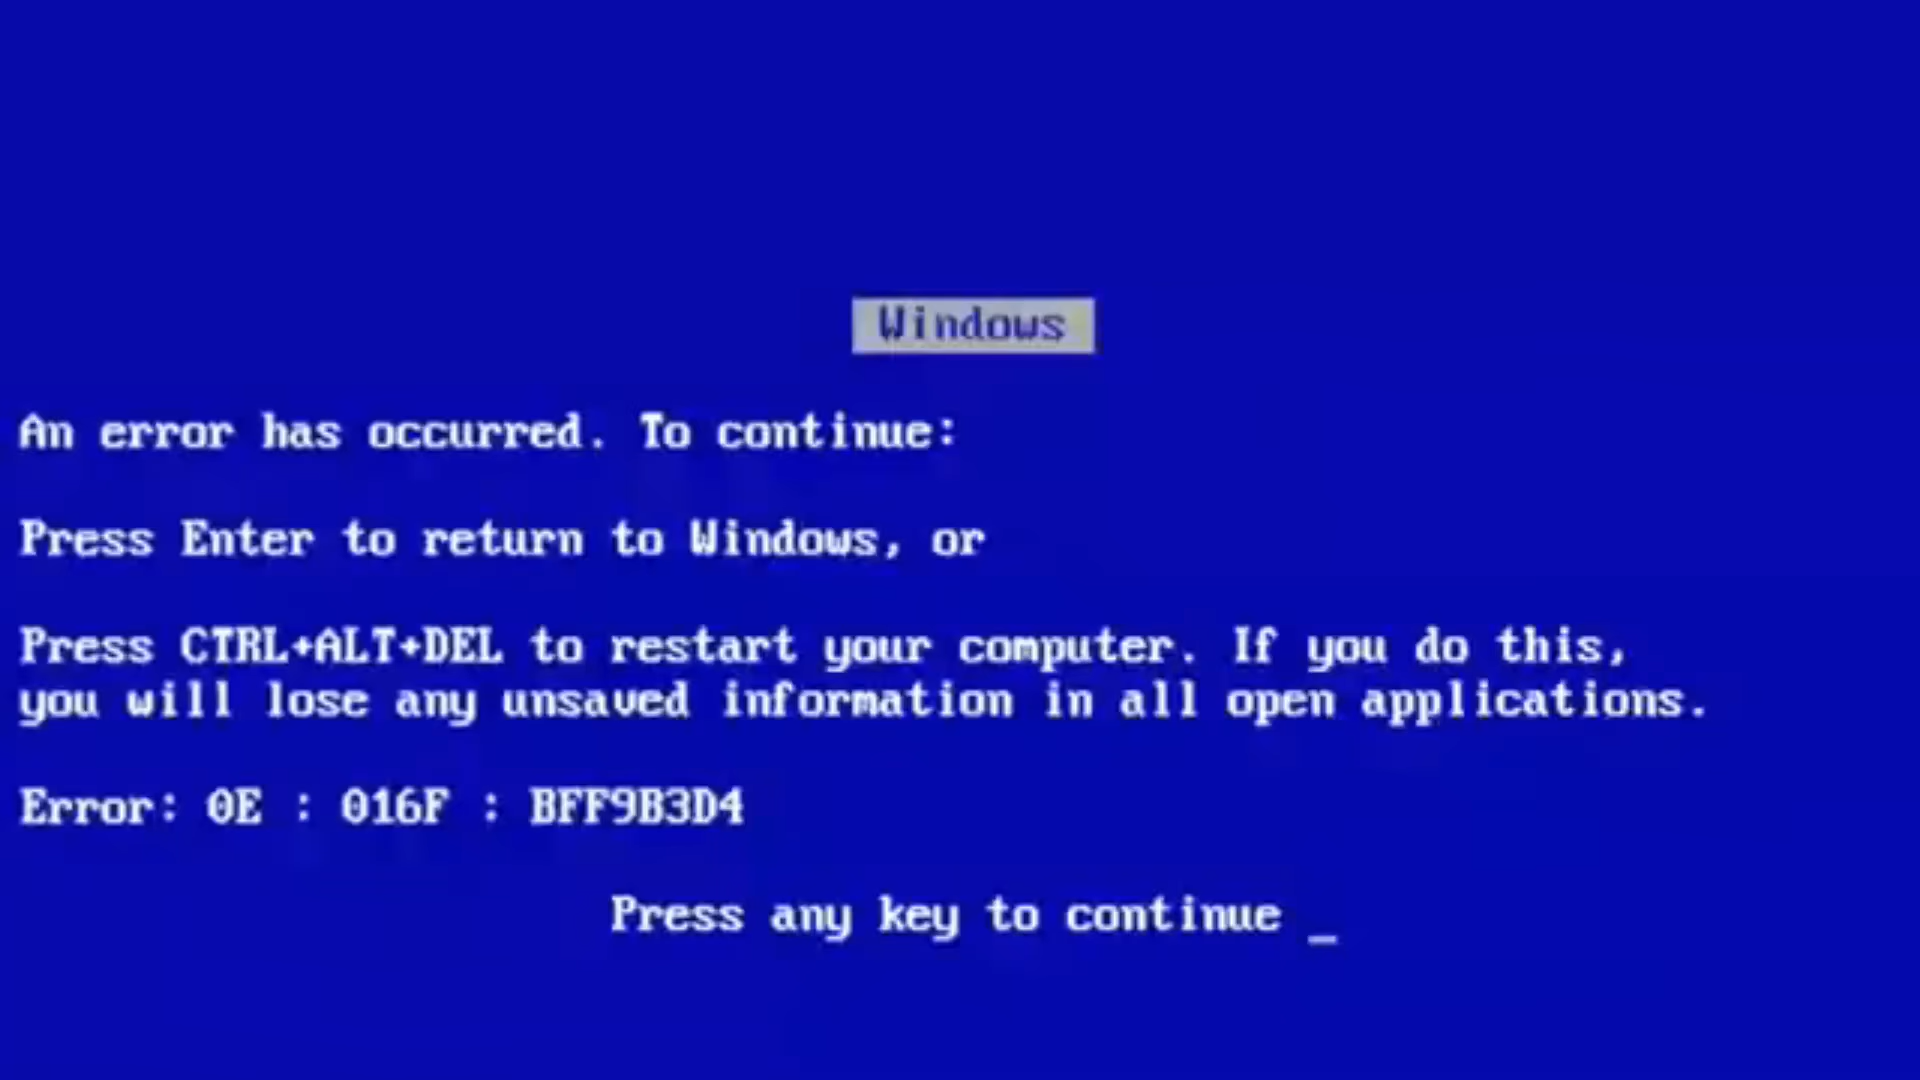 Windows
An error has occurred. To continue:
Press Enter to return to Windows, or
Press CTRL+ALT+DEL to restart your computer. If you do this,
you will lose any unsaved information in all open applications.
Error: 0E : 016F : BFF9B3D4
Press any key to continue _